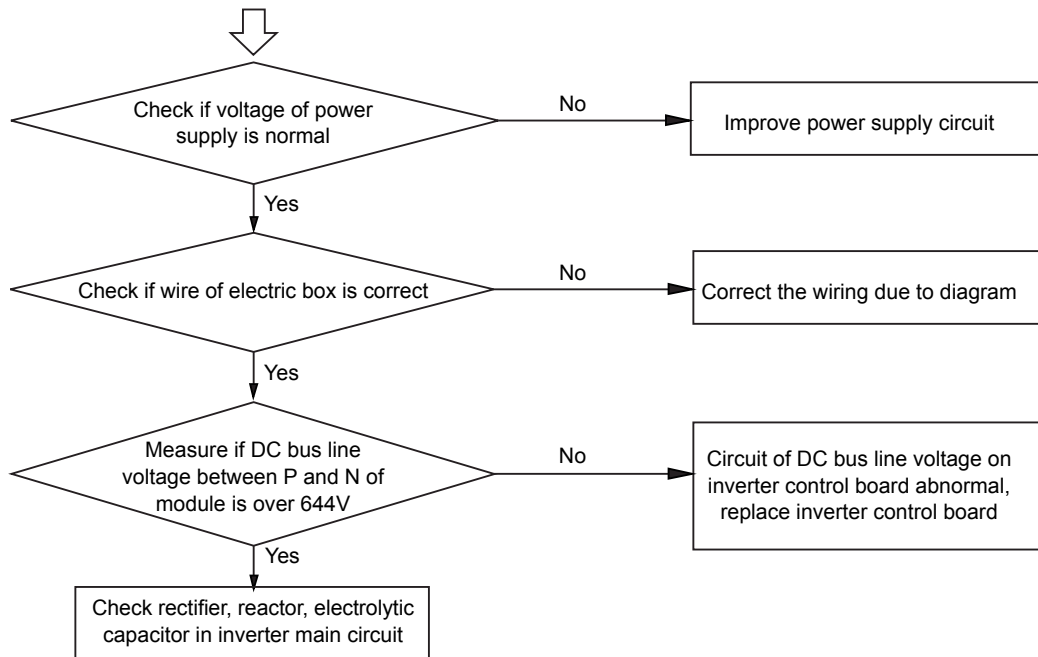 Check if voltage of power
supply is normal
No
Improve power supply circuit
Yes
Check if wire of electric box is correct
No
Correct the wiring due to diagram
Yes
Measure if DC bus line
voltage between P and N of
module is over 644V
No
Circuit of DC bus line voltage on
inverter control board abnormal,
replace inverter control board
Yes
Check rectifier, reactor, electrolytic
capacitor in inverter main circuit